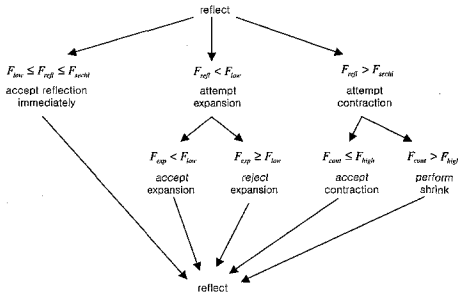 reflect
F_low ≤ F_refl ≤ F_sechi
accept reflection
immediately
F_refl < F_low
attempt
expansion
F_refl > F_sechi
attempt
contraction
F_exp < F_low
accept
expansion
F_exp ≥ F_low
reject
expansion
F_cont ≤ F_high
accept
contraction
F_cont > F_higl
perform
shrink
reflect